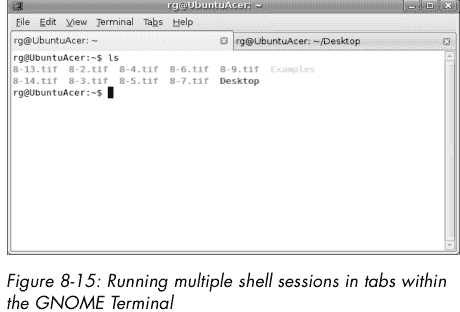 rg@UbuntuAcer: ~
File Edit View Terminal Tabs Help
rg@UbuntuAcer: ~ rg@UbuntuAcer: ~/Desktop
rg@UbuntuAcer:~$ ls
8-13.tif 8-2.tif 8-4.tif 8-6.tif 8-9.tif Examples
8-14.tif 8-3.tif 8-5.tif 8-7.tif Desktop
rg@UbuntuAcer:~$
Figure 8-15: Running multiple shell sessions in tabs within
the GNOME Terminal